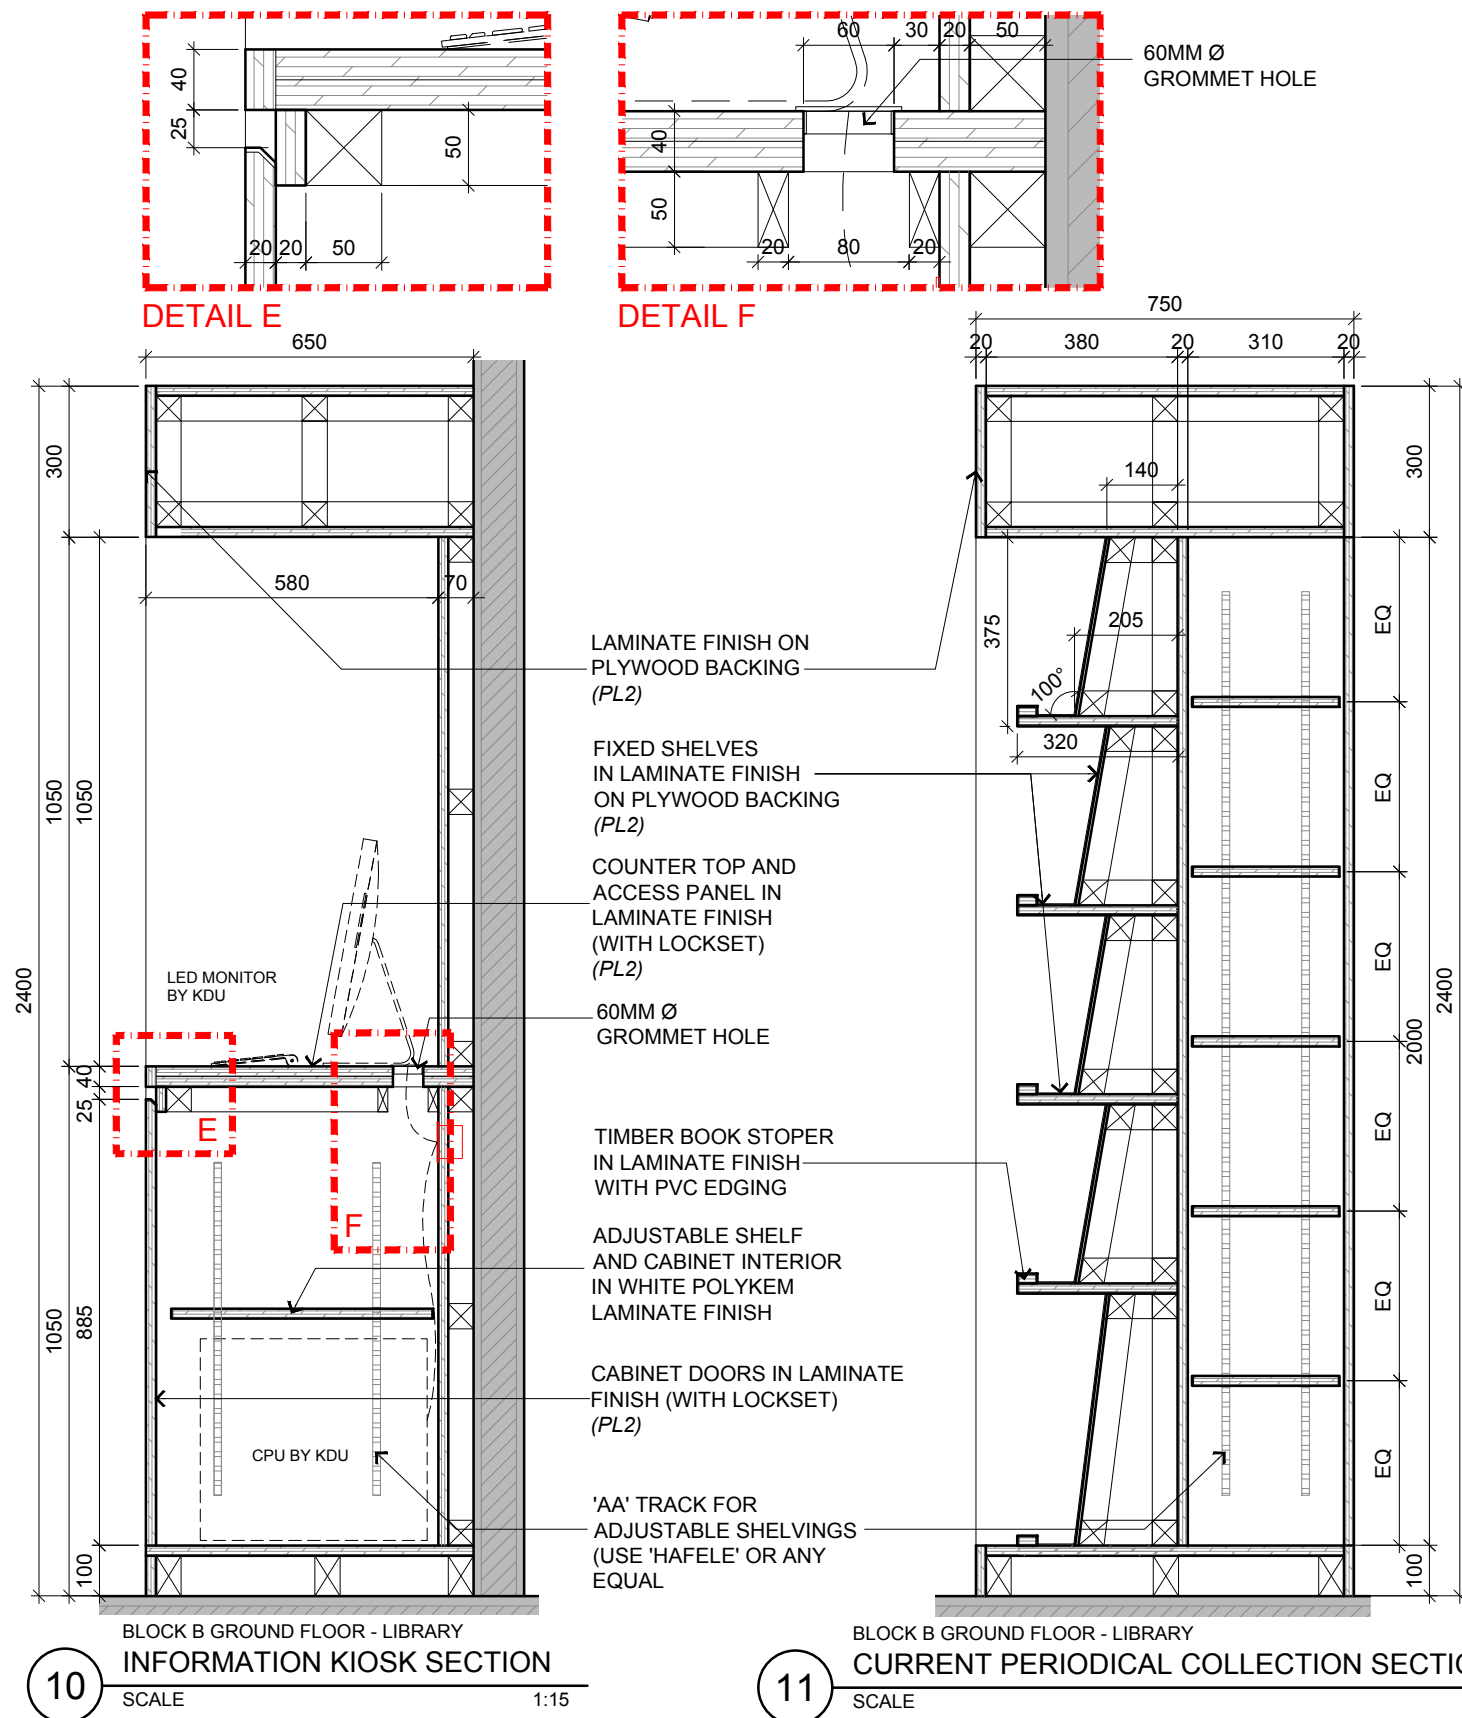 40
25
50
20
20
50
DETAIL E
60
30
20
50
60MM Ø
GROMMET HOLE
40
50
20
80
20
DETAIL F
650
300
580
70
2400
1050
1050
LED MONITOR
BY KDU
40
25
E
F
1050
885
CPU BY KDU
100
LAMINATE FINISH ON
PLYWOOD BACKING
(PL2)
FIXED SHELVES
IN LAMINATE FINISH
ON PLYWOOD BACKING
(PL2)
COUNTER TOP AND
ACCESS PANEL IN
LAMINATE FINISH
(WITH LOCKSET)
(PL2)
60MM Ø
GROMMET HOLE
TIMBER BOOK STOPER
IN LAMINATE FINISH
WITH PVC EDGING
ADJUSTABLE SHELF
AND CABINET INTERIOR
IN WHITE POLYKEM
LAMINATE FINISH
CABINET DOORS IN LAMINATE
FINISH (WITH LOCKSET)
(PL2)
'AA' TRACK FOR
ADJUSTABLE SHELVINGS
(USE 'HAFELE' OR ANY
EQUAL
750
20
380
20
310
20
300
140
375
205
100°
320
EQ
EQ
EQ
EQ
EQ
EQ
2000
2400
100
BLOCK B GROUND FLOOR - LIBRARY
10
INFORMATION KIOSK SECTION
SCALE 1:15
BLOCK B GROUND FLOOR - LIBRARY
11
CURRENT PERIODICAL COLLECTION SECTIO
SCALE